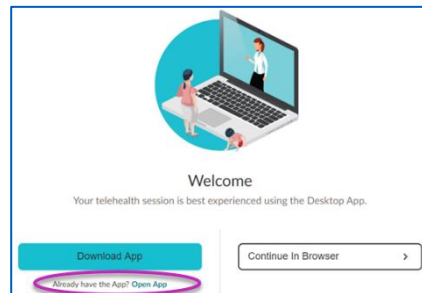 Welcome
Your telehealth session is best experienced using the Desktop App.
Download App
Continue In Browser >
Already have the App? Open App